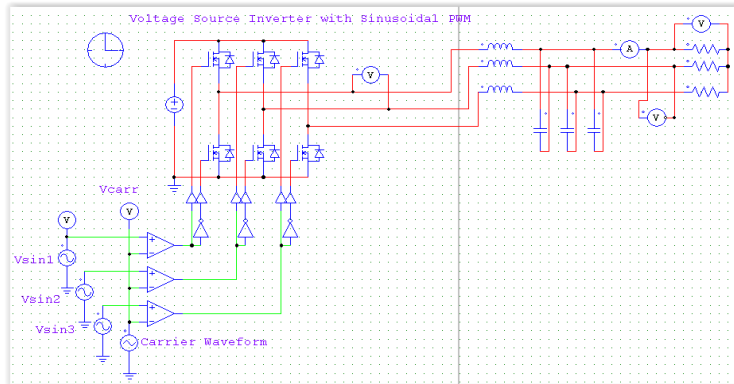 Voltage Source Inverter with Sinusoidal PWM
V
V
A
V
Vcarr
V
V
Vsin1
Vsin2
Vsin3
Carrier Waveform